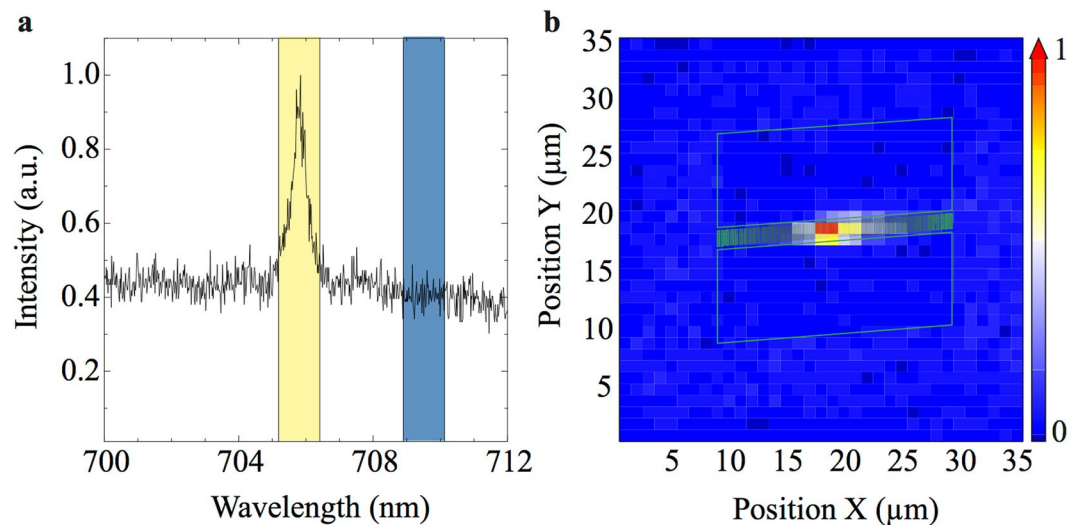 a
Intensity (a.u.)
1.0
0.8
0.6
0.4
0.2
700 704 708 712
Wavelength (nm)
b
Position Y (µm)
35
30
25
20
15
10
5
5 10 15 20 25 30 35
Position X (µm)
1
0